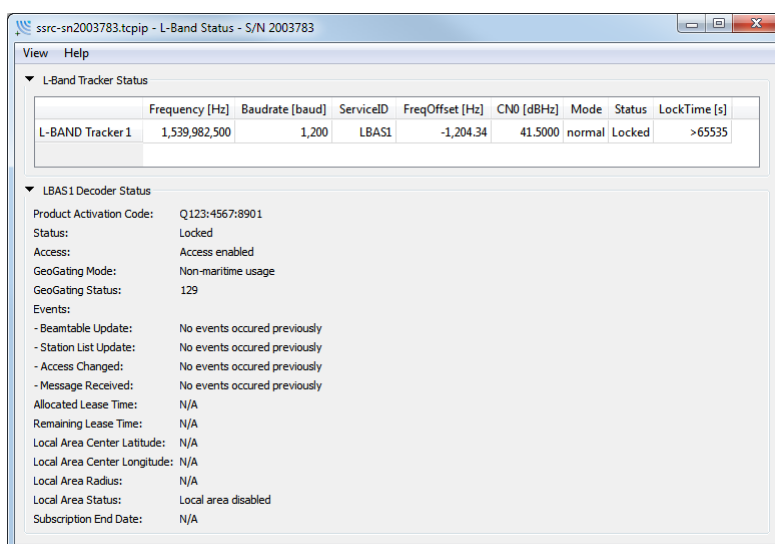 ssrc-sn2003783.tcpip - L-Band Status - S/N 2003783
View Help
L-Band Tracker Status
Frequency [Hz] Baudrate [baud] ServiceID FreqOffset [Hz] CN0 [dBHz] Mode Status LockTime [s]
L-BAND Tracker 1 1,539,982,500 1,200 LBAS1 -1,204.34 41.5000 normal Locked >65535
LBAS1 Decoder Status
Product Activation Code: Q123:4567:8901
Status: Locked
Access: Access enabled
GeoGating Mode: Non-maritime usage
GeoGating Status: 129
Events:
- Beamtable Update: No events occured previously
- Station List Update: No events occured previously
- Access Changed: No events occured previously
- Message Received: No events occured previously
Allocated Lease Time: N/A
Remaining Lease Time: N/A
Local Area Center Latitude: N/A
Local Area Center Longitude: N/A
Local Area Radius: N/A
Local Area Status: Local area disabled
Subscription End Date: N/A